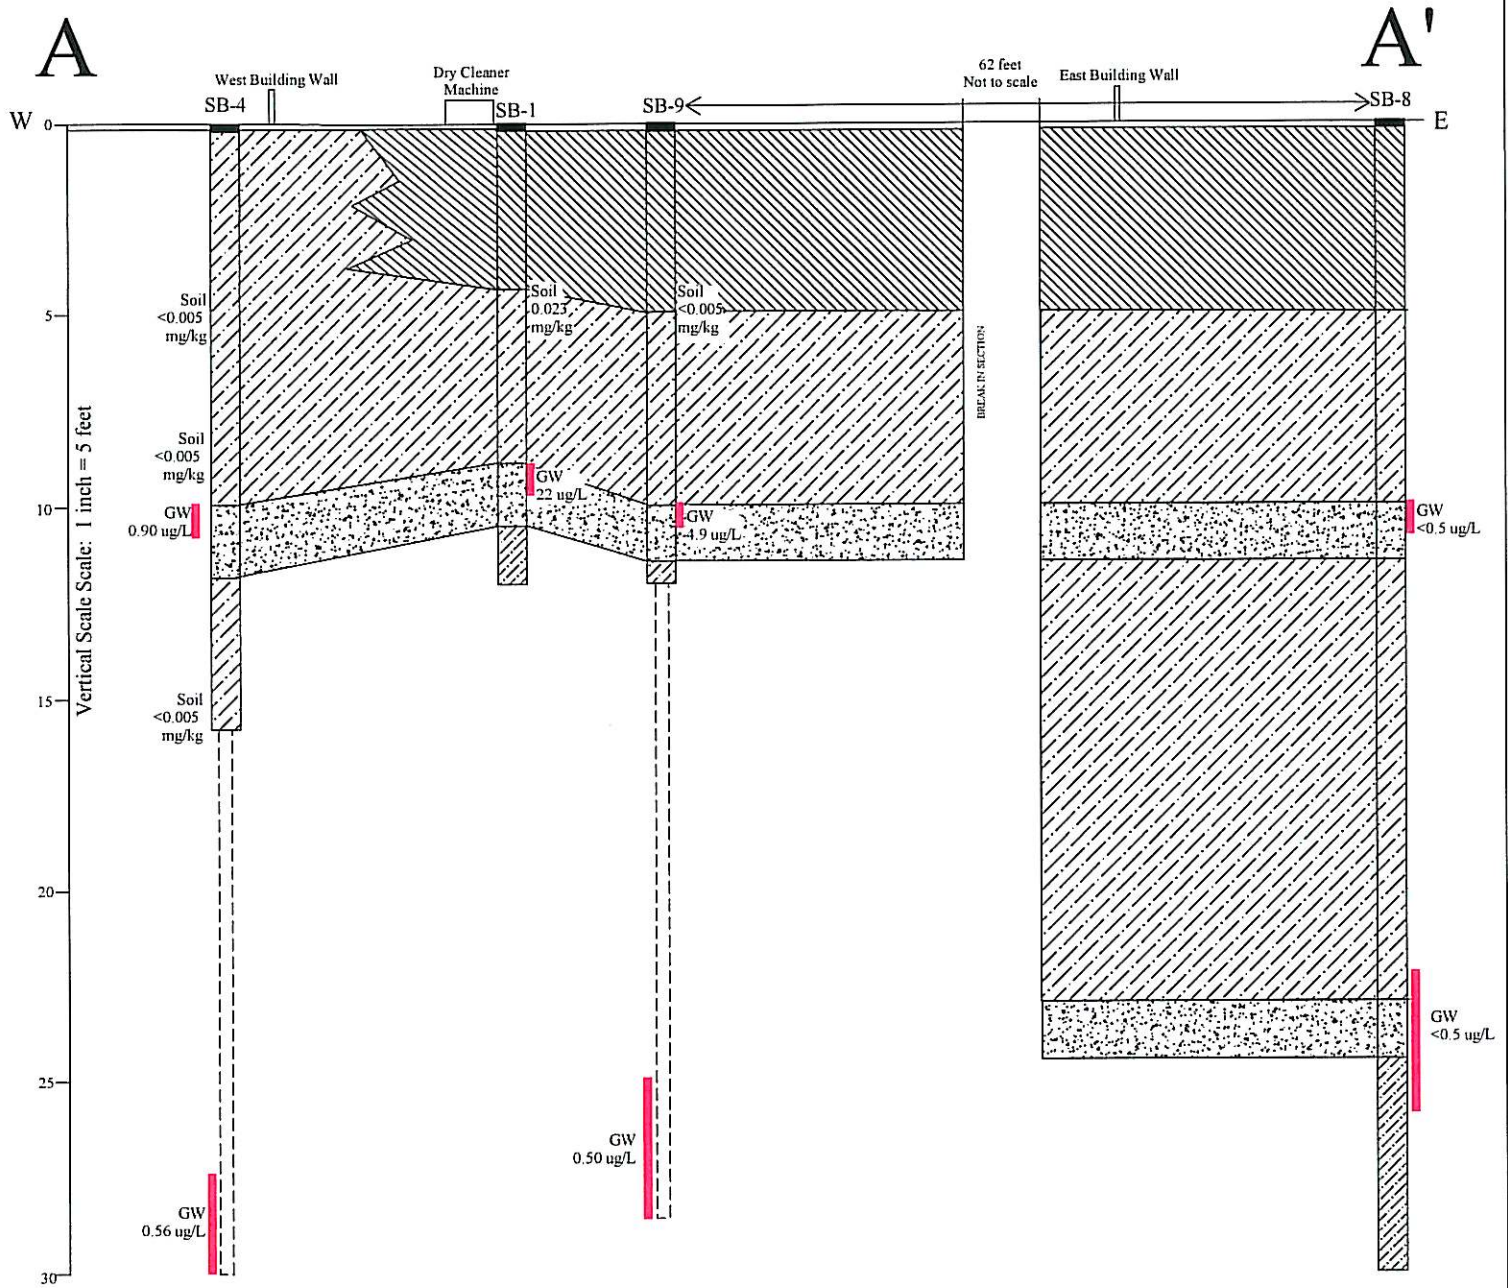 A
A'
West Building Wall
Dry Cleaner
Machine
62 feet
Not to scale
East Building Wall
SB-4
SB-1
SB-9
SB-8
W
E
0
5
10
15
20
25
30
Vertical Scale Scale: 1 inch = 5 feet
Soil
<0.005
mg/kg
Soil
0.023
mg/kg
Soil
<0.005
mg/kg
BREAK IN SECTION
Soil
<0.005
mg/kg
GW
0.90 ug/L
GW
22 ug/L
GW
4.9 ug/L
GW
<0.5 ug/L
Soil
<0.005
mg/kg
GW
<0.5 ug/L
GW
0.50 ug/L
GW
0.56 ug/L